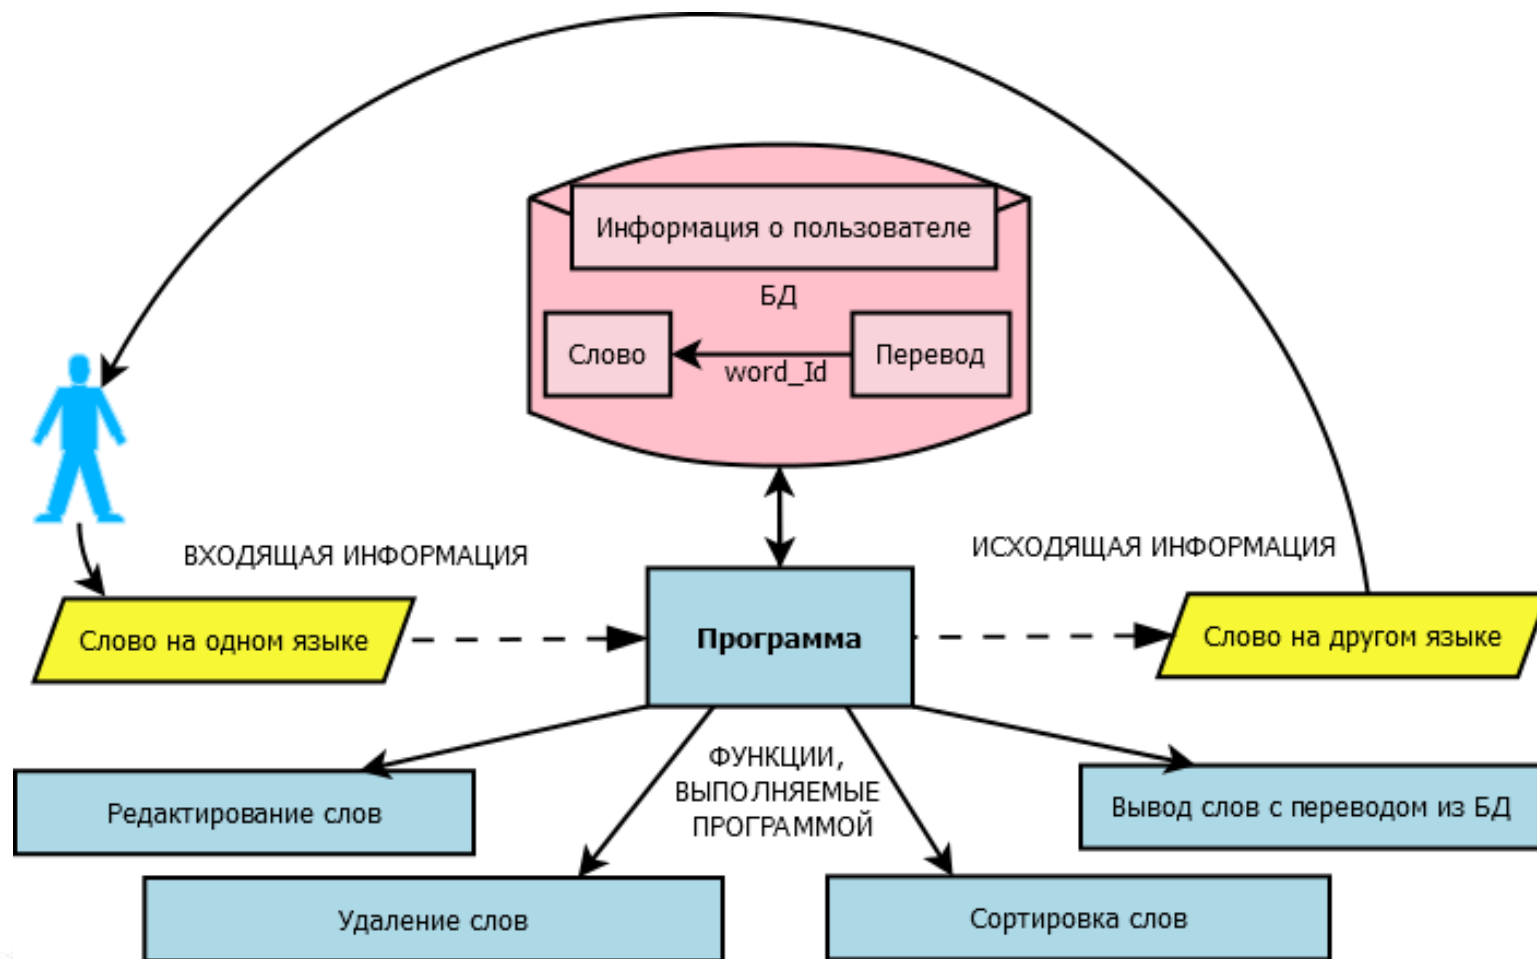 Информация о пользователе
БД
Слово
word_Id
Перевод
ВХОДЯЩАЯ ИНФОРМАЦИЯ
ИСХОДЯЩАЯ ИНФОРМАЦИЯ
Слово на одном языке
Программа
Слово на другом языке
ФУНКЦИИ,
ВЫПОЛНЯЕМЫЕ
ПРОГРАММОЙ
Редактирование слов
Вывод слов с переводом из БД
Удаление слов
Сортировка слов